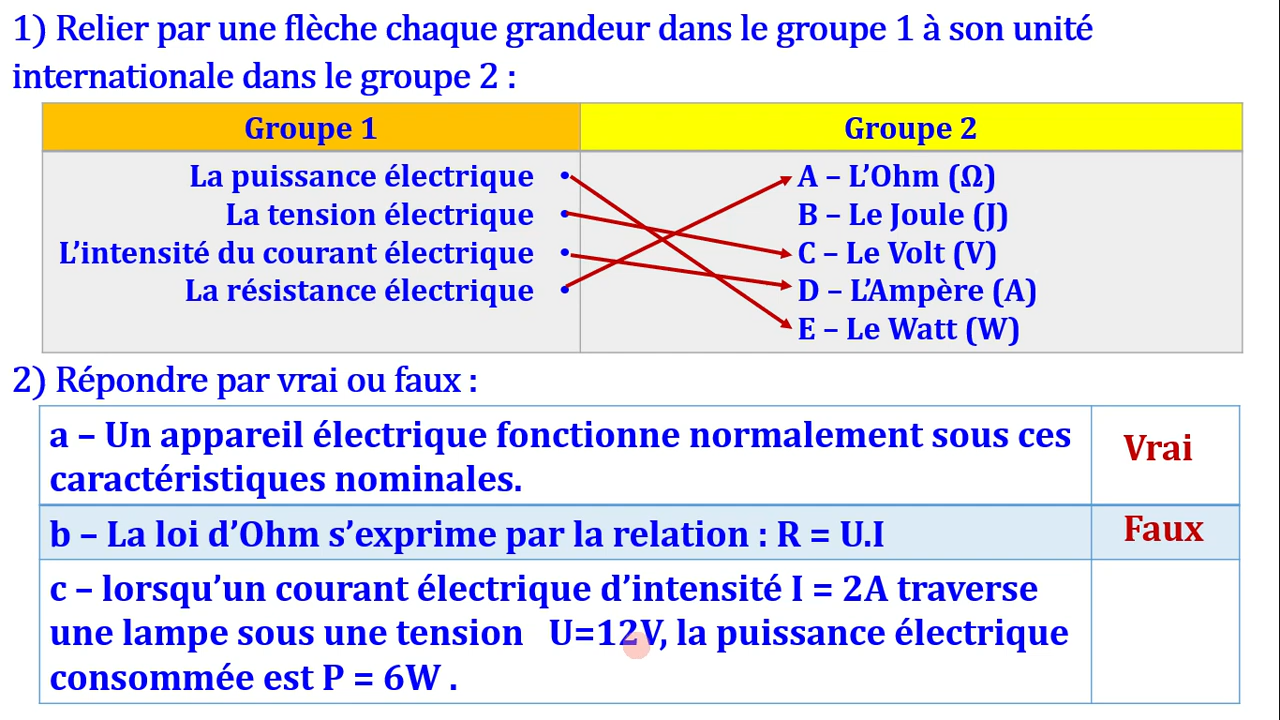 1) Relier par une flèche chaque grandeur dans le groupe 1 à son unité
internationale dans le groupe 2 :
Groupe 1
Groupe 2
La puissance électrique •
La tension électrique •
L'intensité du courant électrique •
La résistance électrique •
A – L'Ohm (Ω)
B – Le Joule (J)
C – Le Volt (V)
D – L'Ampère (A)
E – Le Watt (W)
2) Répondre par vrai ou faux :
a – Un appareil électrique fonctionne normalement sous ces
caractéristiques nominales.
Vrai
b – La loi d'Ohm s'exprime par la relation : R = U.I
Faux
c – lorsqu'un courant électrique d'intensité I = 2A traverse
une lampe sous une tension U=12V, la puissance électrique
consommée est P = 6W .